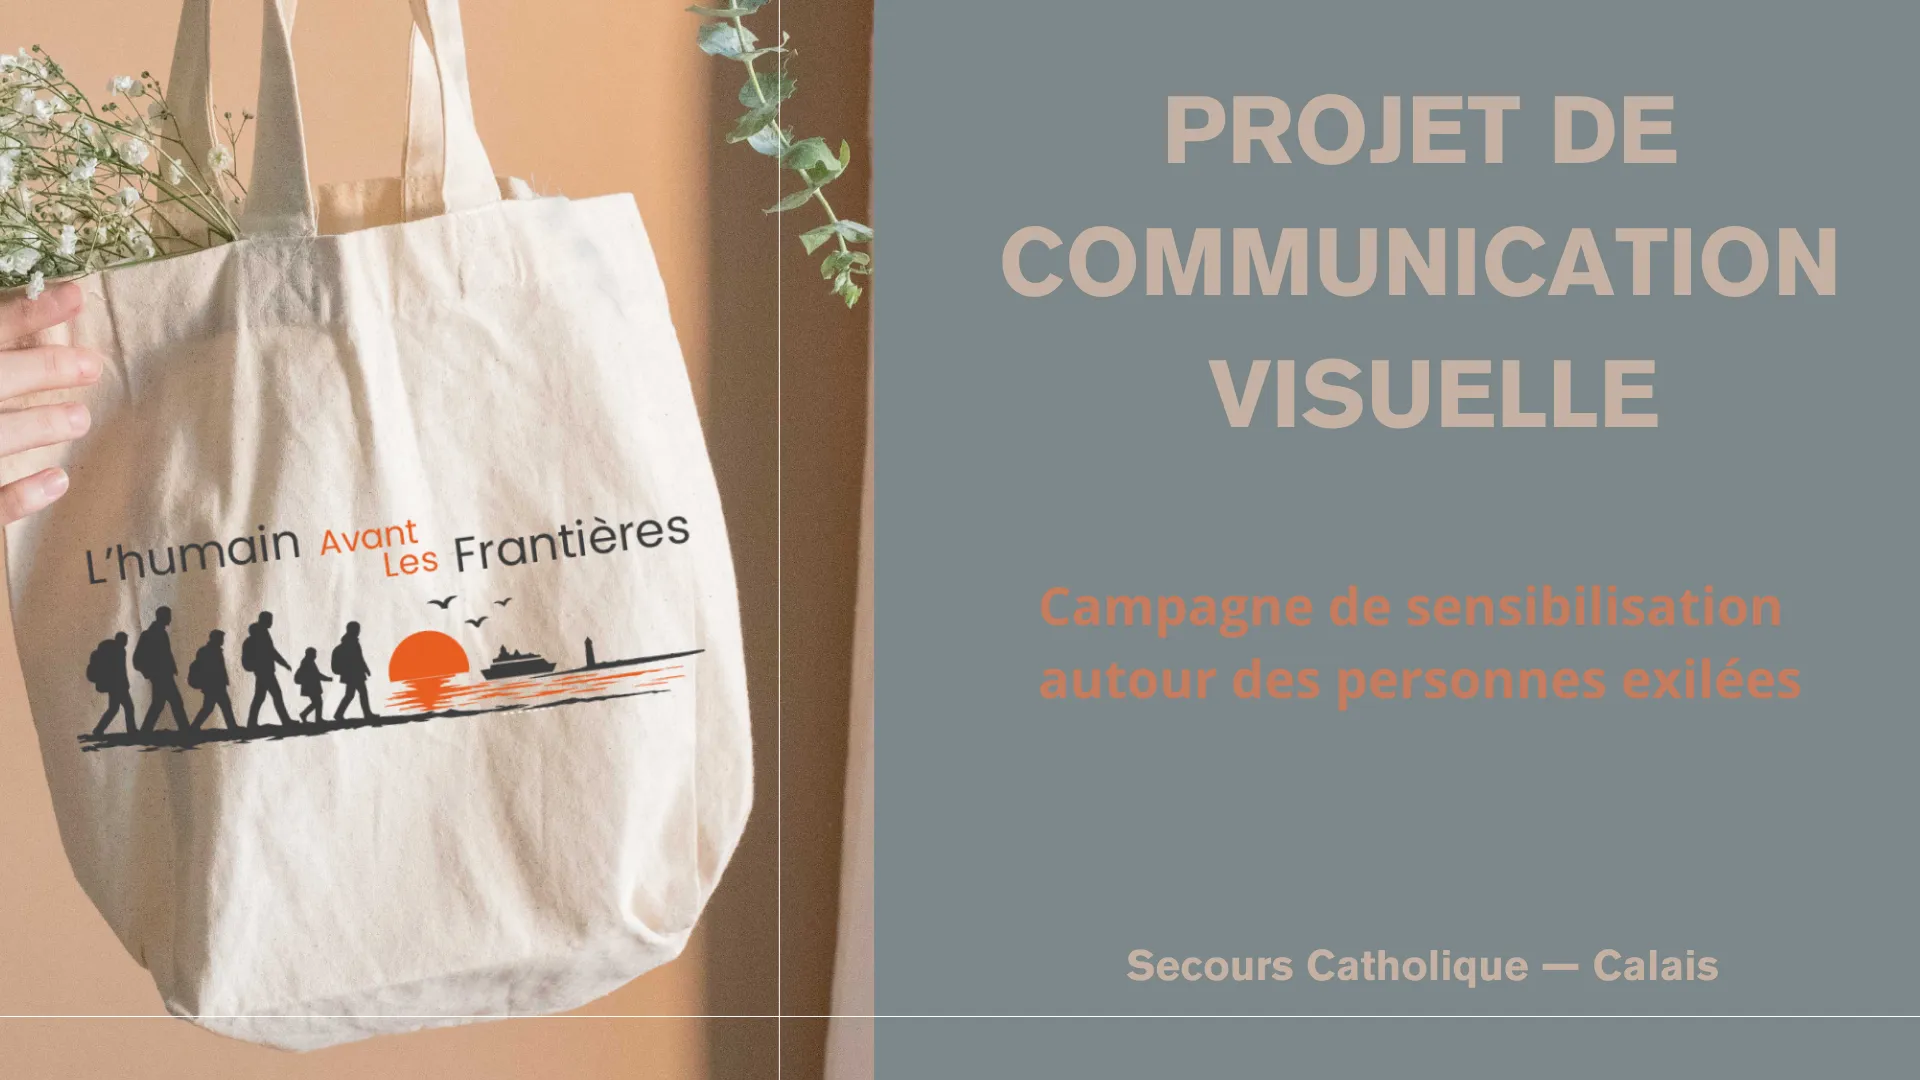 L'humain Avant Les Frantières
PROJET DE
COMMUNICATION
VISUELLE
Campagne de sensibilisation
autour des personnes exilées
Secours Catholique — Calais